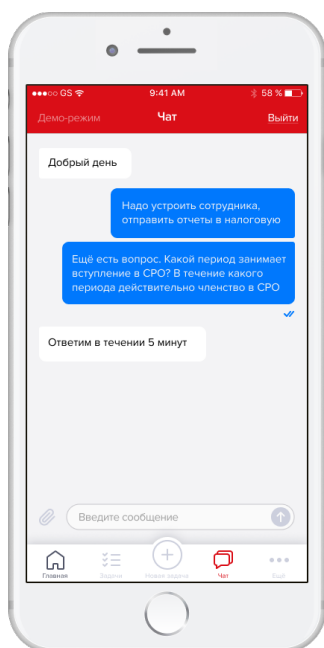 GS 9:41 AM 58 %
Демо-режим Чат Выйти
Добрый день
Надо устроить сотрудника,
отправить отчеты в налоговую
Ещё есть вопрос. Какой период занимает
вступление в СРО? В течение какого
периода действительно членство в СРО
Ответим в течении 5 минут
Введите сообщение
Главная Задачи Новая задача Чат Ещё